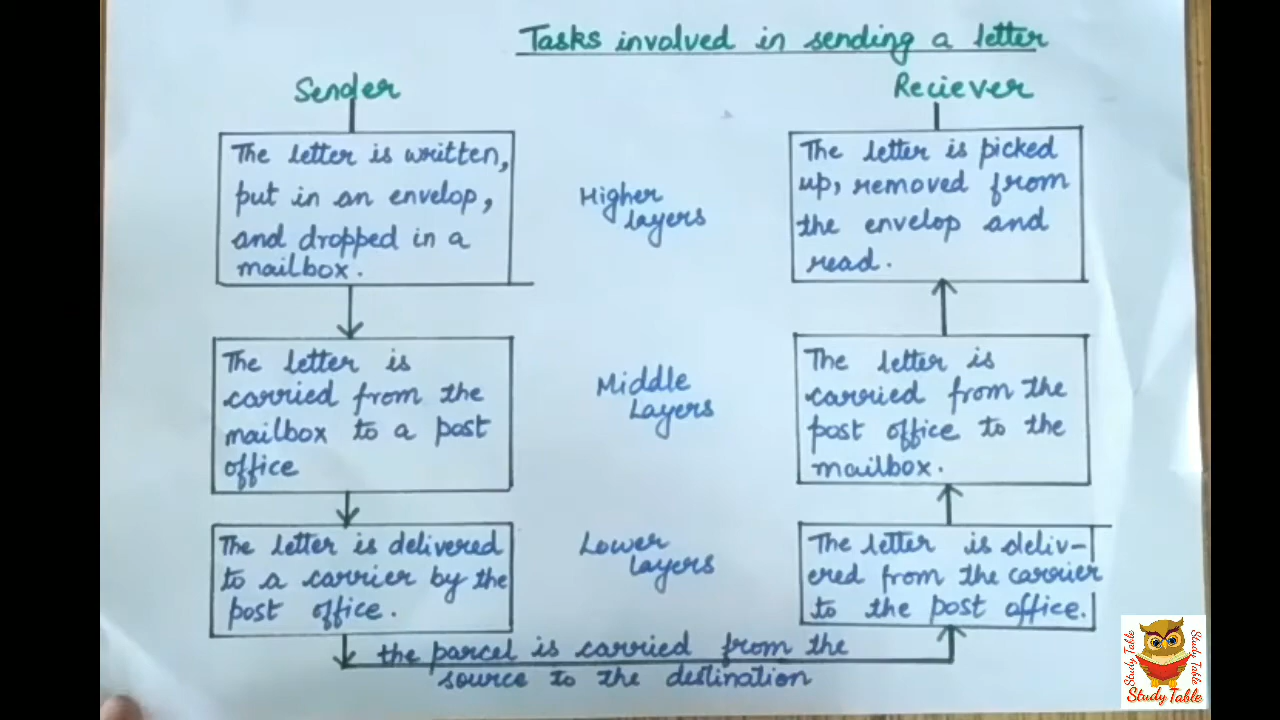 Tasks involved in sending a letter
Sender
Reciever
The letter is written,
put in an envelop,
and dropped in a
mailbox.
Higher
layers
The letter is picked
up, removed from
the envelop and
read.
The letter is
carried from the
mailbox to a post
office
Middle
Layers
The letter is
carried from the
post office to the
mailbox.
The letter is delivered
to a carrier by the
post office.
Lower
layers
The letter is deliv-
ered from the carrier
to the post office.
the parcel is carried from the
source to the destination
Study Table
Study Table
Study Table